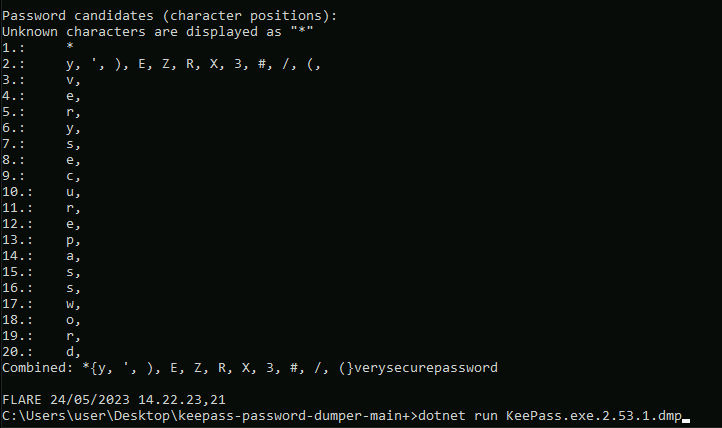 Password candidates (character positions):
Unknown characters are displayed as "*"
1.: *
2.: y, ', ), E, Z, R, X, 3, #, /, (,
3.: v,
4.: e,
5.: r,
6.: y,
7.: s,
8.: e,
9.: c,
10.: u,
11.: r,
12.: e,
13.: p,
14.: a,
15.: s,
16.: s,
17.: w,
18.: o,
19.: r,
20.: d,
Combined: *{y, ', ), E, Z, R, X, 3, #, /, (}verysecurepassword
FLARE 24/05/2023 14.22.23,21
C:\Users\user\Desktop\keepass-password-dumper-main+>dotnet run KeePass.exe.2.53.1.dmp